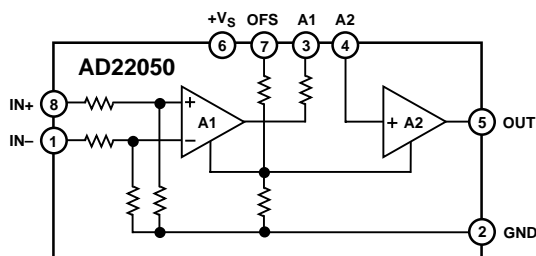 +VS OFS A1 A2
6 7 3 4
AD22050
IN+ 8
+ A1 −
IN− 1
+ A2
5 OUT
2 GND